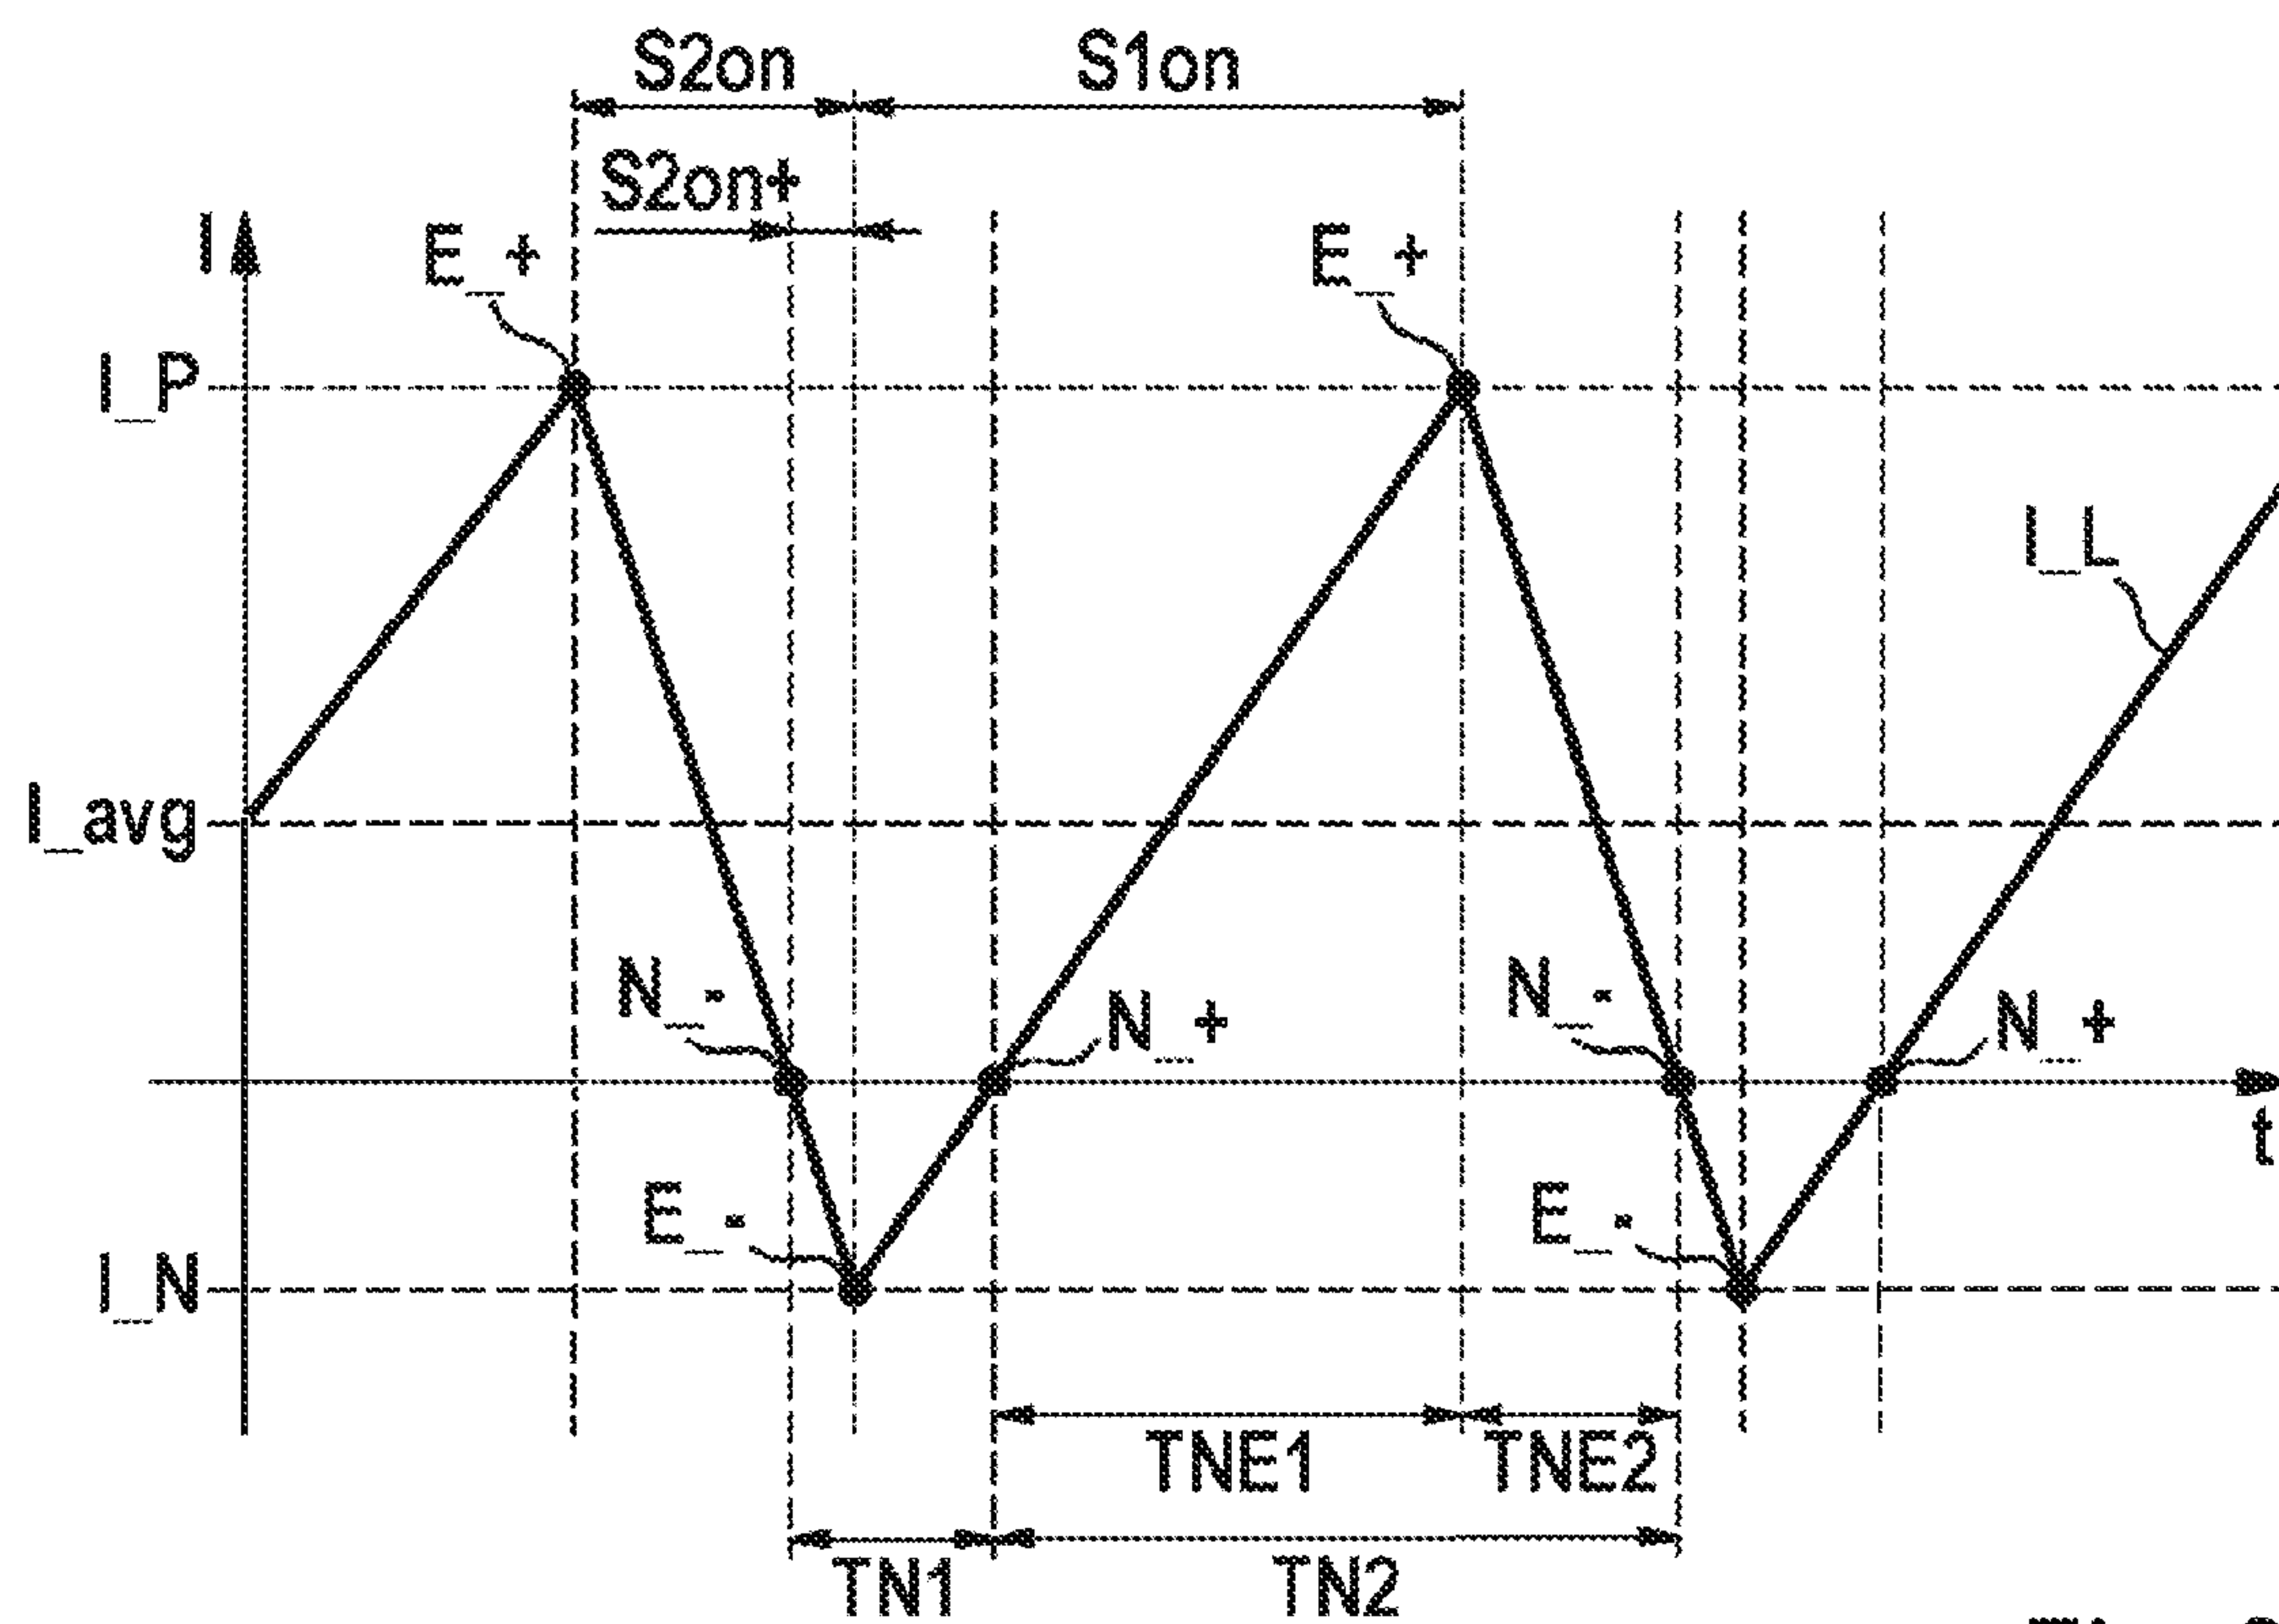 S2on S1on
S2on+
I E_+ E_+
I_P
I_L
I_avg
N_- N_+ N_- N_+
t
E_- E_-
I_N
TNE1 TNE2
TN1 TN2